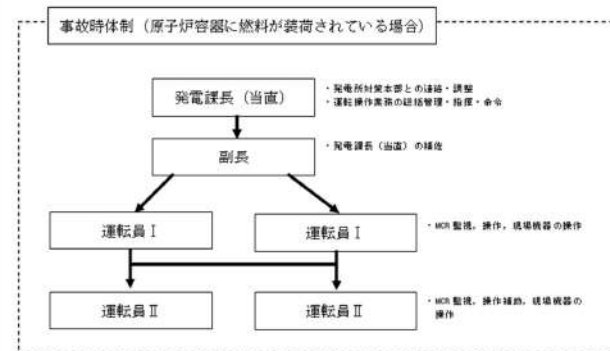 事故時体制（原子炉容器に燃料が装荷されている場合）
発電課長（当直）
・発電所対策本部との連絡・調整
・運転操作業務の総括管理・指揮・命令
副長
・発電課長（当直）の補佐
運転員Ⅰ
運転員Ⅰ
・MCR監視，操作，現場機器の操作
運転員Ⅱ
運転員Ⅱ
・MCR監視，操作補助，現場機器の
操作